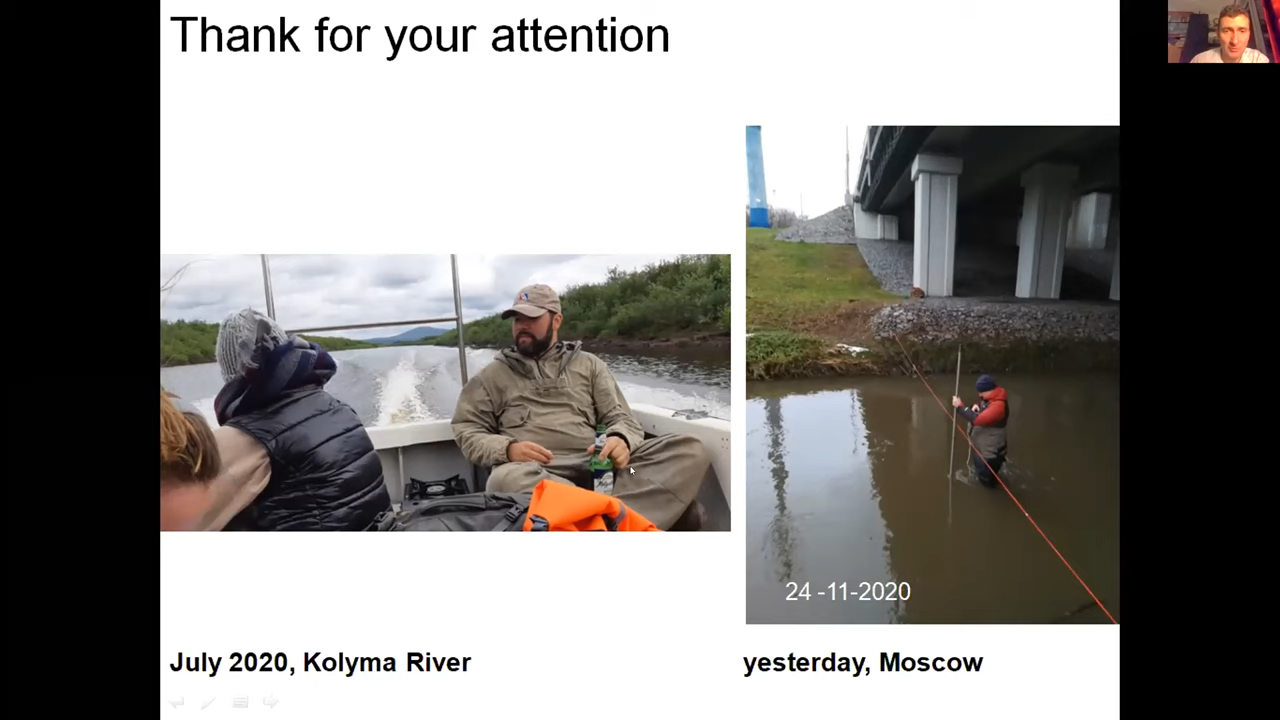 Thank for your attention
24 -11-2020
July 2020, Kolyma River
yesterday, Moscow